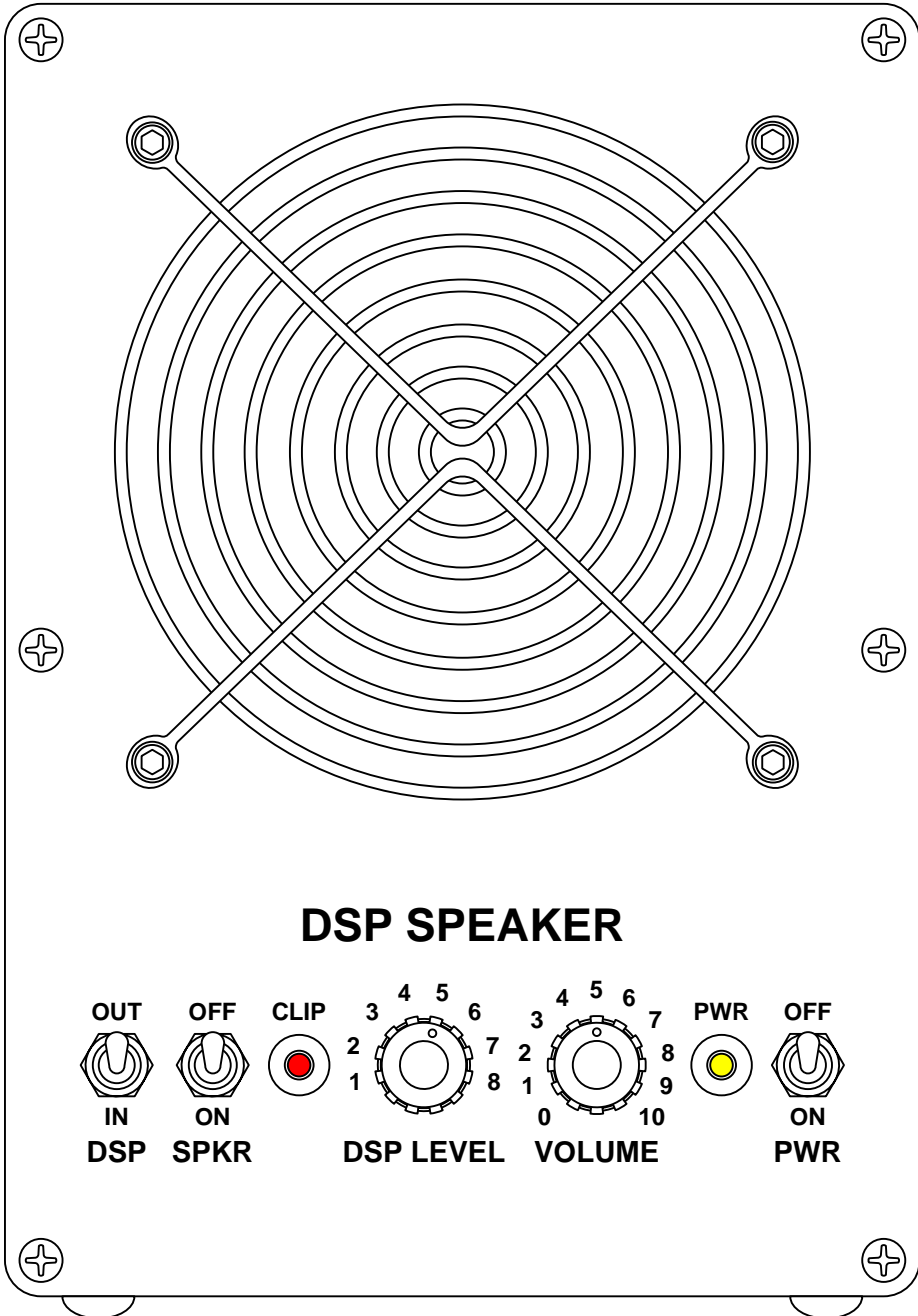 DSP SPEAKER
OUT OFF CLIP 1 2 3 4 5 6 7 8 0 1 2 3 4 5 6 7 8 9 10 PWR OFF
IN ON ON
DSP SPKR DSP LEVEL VOLUME PWR